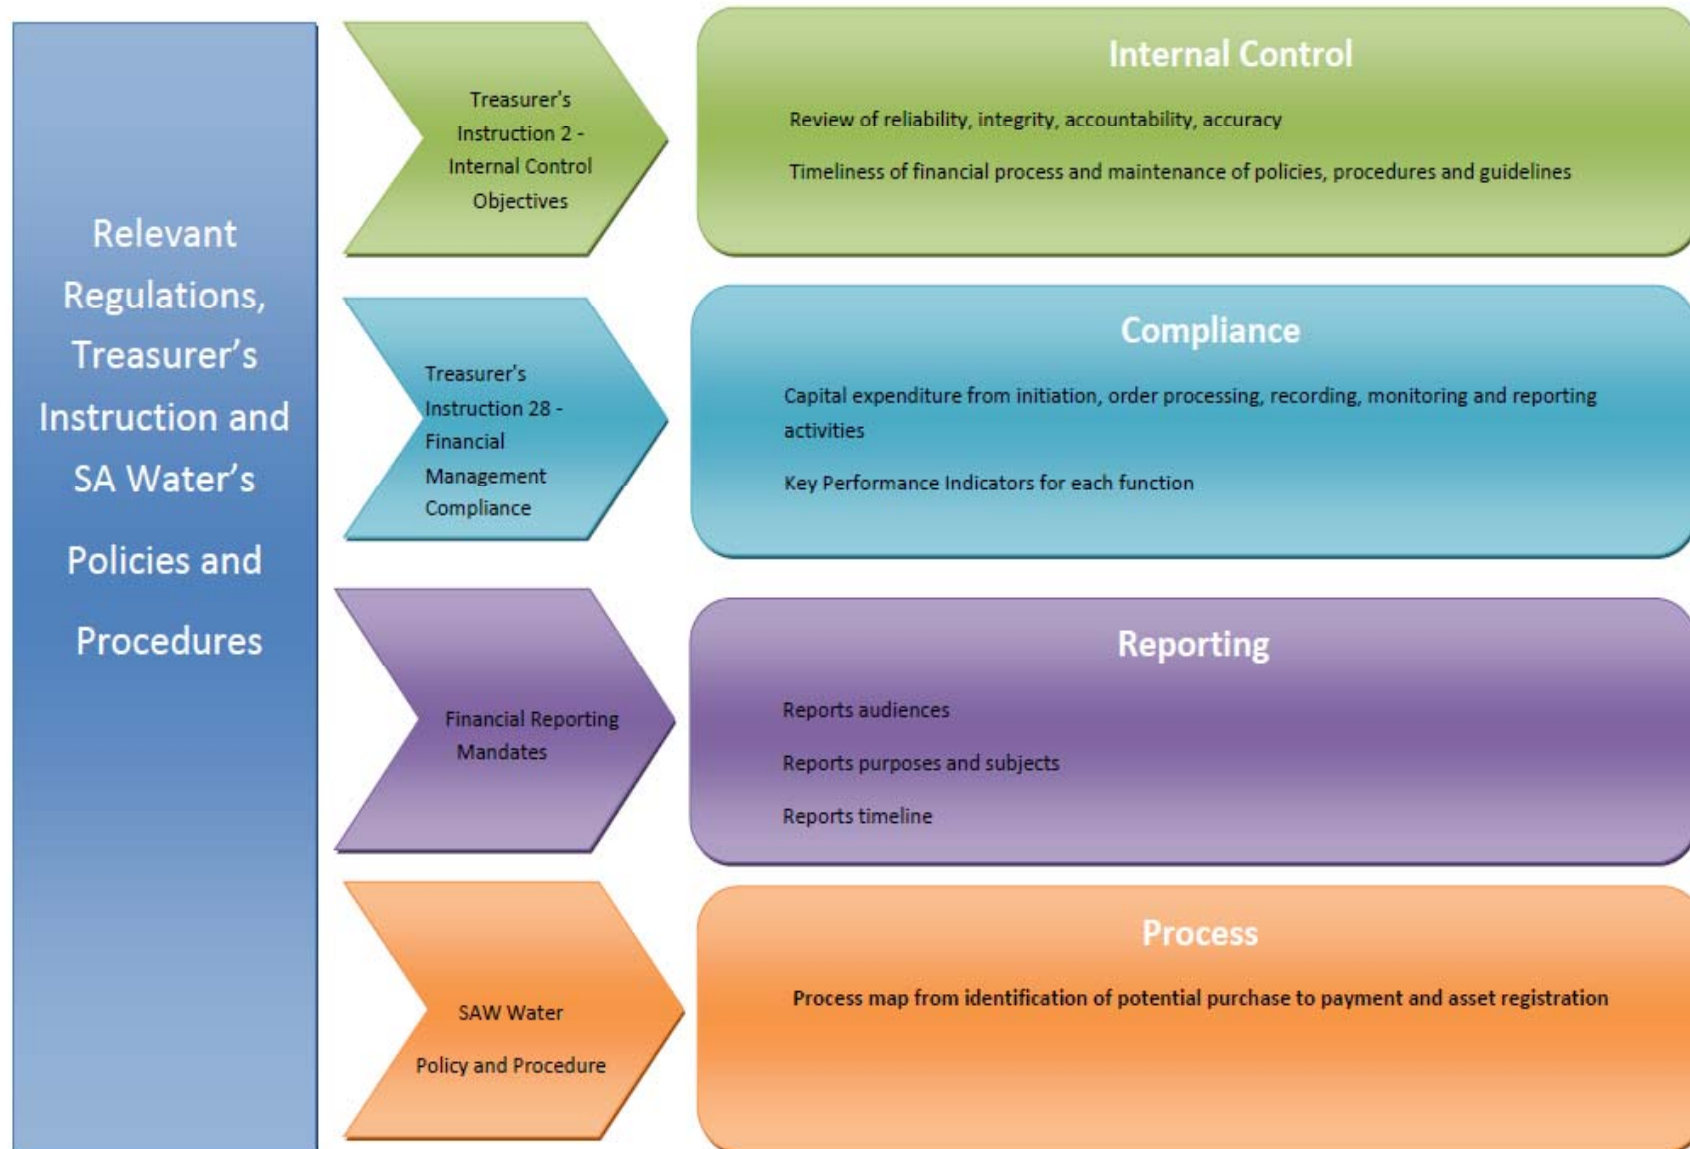 Relevant
Regulations,
Treasurer's
Instruction and
SA Water's
Policies and
Procedures
Treasurer's
Instruction 2 -
Internal Control
Objectives
Internal Control
Review of reliability, integrity, accountability, accuracy
Timeliness of financial process and maintenance of policies, procedures and guidelines
Treasurer's
Instruction 28 -
Financial
Management
Compliance
Compliance
Capital expenditure from initiation, order processing, recording, monitoring and reporting
activities
Key Performance Indicators for each function
Financial Reporting
Mandates
Reporting
Reports audiences
Reports purposes and subjects
Reports timeline
SAW Water
Policy and Procedure
Process
Process map from identification of potential purchase to payment and asset registration